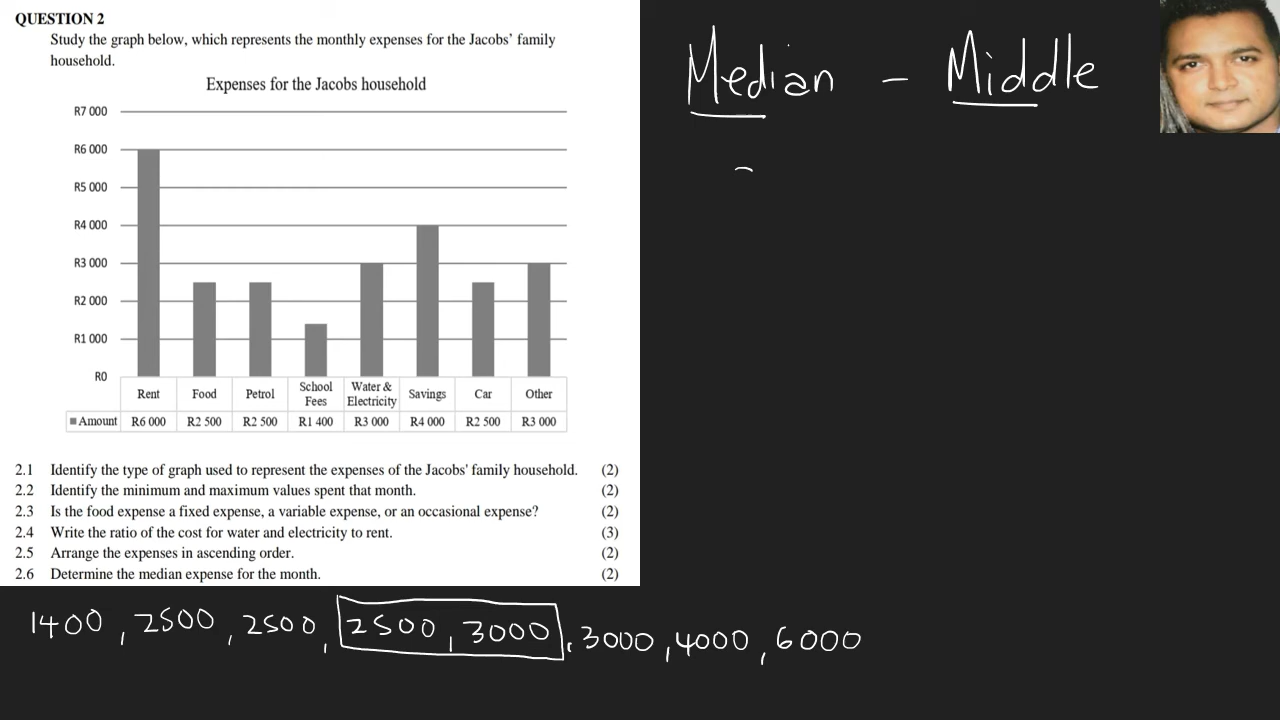 QUESTION 2
Study the graph below, which represents the monthly expenses for the Jacobs’ family
household.
Expenses for the Jacobs household
R7 000
R6 000
R5 000
R4 000
R3 000
R2 000
R1 000
R0
Rent Food Petrol School Fees Water & Electricity Savings Car Other
Amount R6 000 R2 500 R2 500 R1 400 R3 000 R4 000 R2 500 R3 000
2.1 Identify the type of graph used to represent the expenses of the Jacobs' family household. (2)
2.2 Identify the minimum and maximum values spent that month. (2)
2.3 Is the food expense a fixed expense, a variable expense, or an occasional expense? (2)
2.4 Write the ratio of the cost for water and electricity to rent. (3)
2.5 Arrange the expenses in ascending order. (2)
2.6 Determine the median expense for the month. (2)
Median - Middle
1400, 2500, 2500, 2500, 3000, 3000, 4000, 6000